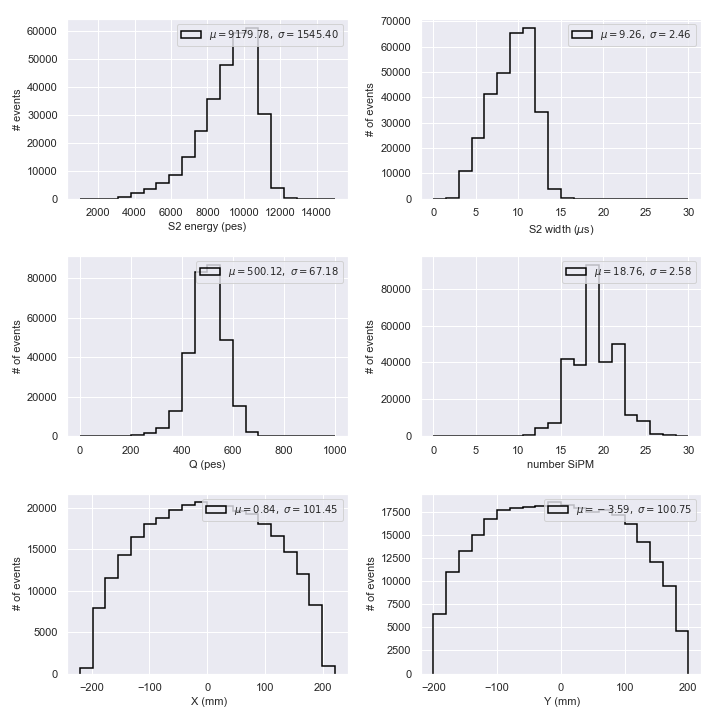 60000
50000
40000
30000
20000
10000
0
# events
μ = 9179.78, σ = 1545.40
2000 4000 6000 8000 10000 12000 14000
S2 energy (pes)
70000
60000
50000
40000
30000
20000
10000
0
# of events
μ = 9.26, σ = 2.46
0 5 10 15 20 25 30
S2 width (μs)
80000
60000
40000
20000
0
# of events
μ = 500.12, σ = 67.18
0 200 400 600 800 1000
Q (pes)
80000
60000
40000
20000
0
# of events
μ = 18.76, σ = 2.58
0 5 10 15 20 25 30
number SiPM
20000
15000
10000
5000
0
# of events
μ = 0.84, σ = 101.45
−200 −100 0 100 200
X (mm)
17500
15000
12500
10000
7500
5000
2500
0
# of events
μ = −3.59, σ = 100.75
−200 −100 0 100 200
Y (mm)